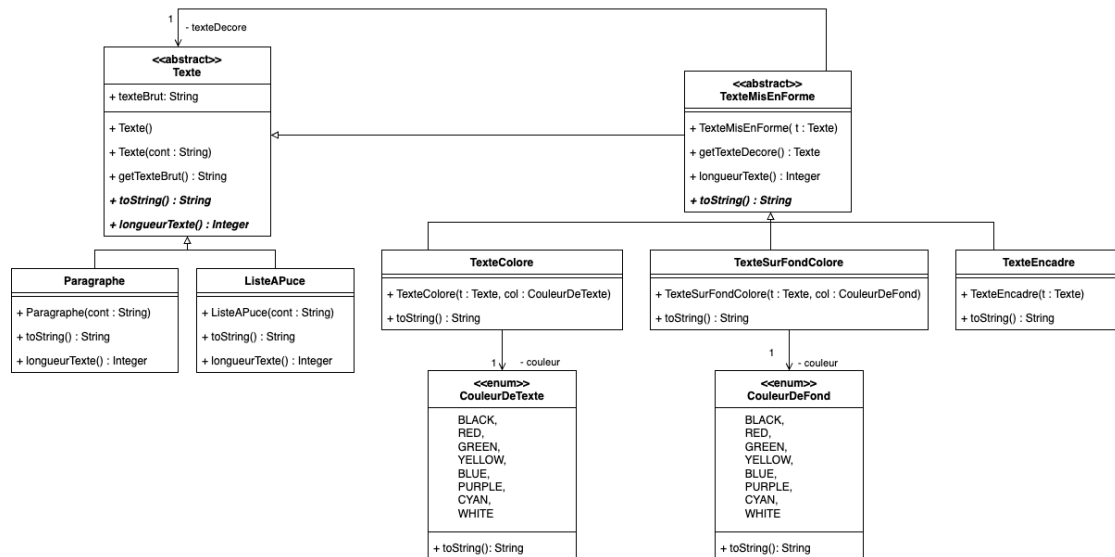 1
- texteDecore
<<abstract>>
Texte
+ texteBrut: String
+ Texte()
+ Texte(cont : String)
+ getTexteBrut() : String
+ toString() : String
+ longueurTexte() : Integer
<<abstract>>
TexteMisEnForme
+ TexteMisEnForme( t : Texte)
+ getTexteDecore() : Texte
+ longueurTexte() : Integer
+ toString() : String
Paragraphe
+ Paragraphe(cont : String)
+ toString() : String
+ longueurTexte() : Integer
ListeAPuce
+ ListeAPuce(cont : String)
+ toString() : String
+ longueurTexte() : Integer
TexteColore
+ TexteColore(t : Texte, col : CouleurDeTexte)
+ toString() : String
TexteSurFondColore
+ TexteSurFondColore(t : Texte, col : CouleurDeFond)
+ toString() : String
TexteEncadre
+ TexteEncadre(t : Texte)
+ toString() : String
1
- couleur
<<enum>>
CouleurDeTexte
BLACK,
RED,
GREEN,
YELLOW,
BLUE,
PURPLE,
CYAN,
WHITE
+ toString(): String
1
- couleur
<<enum>>
CouleurDeFond
BLACK,
RED,
GREEN,
YELLOW,
BLUE,
PURPLE,
CYAN,
WHITE
+ toString(): String